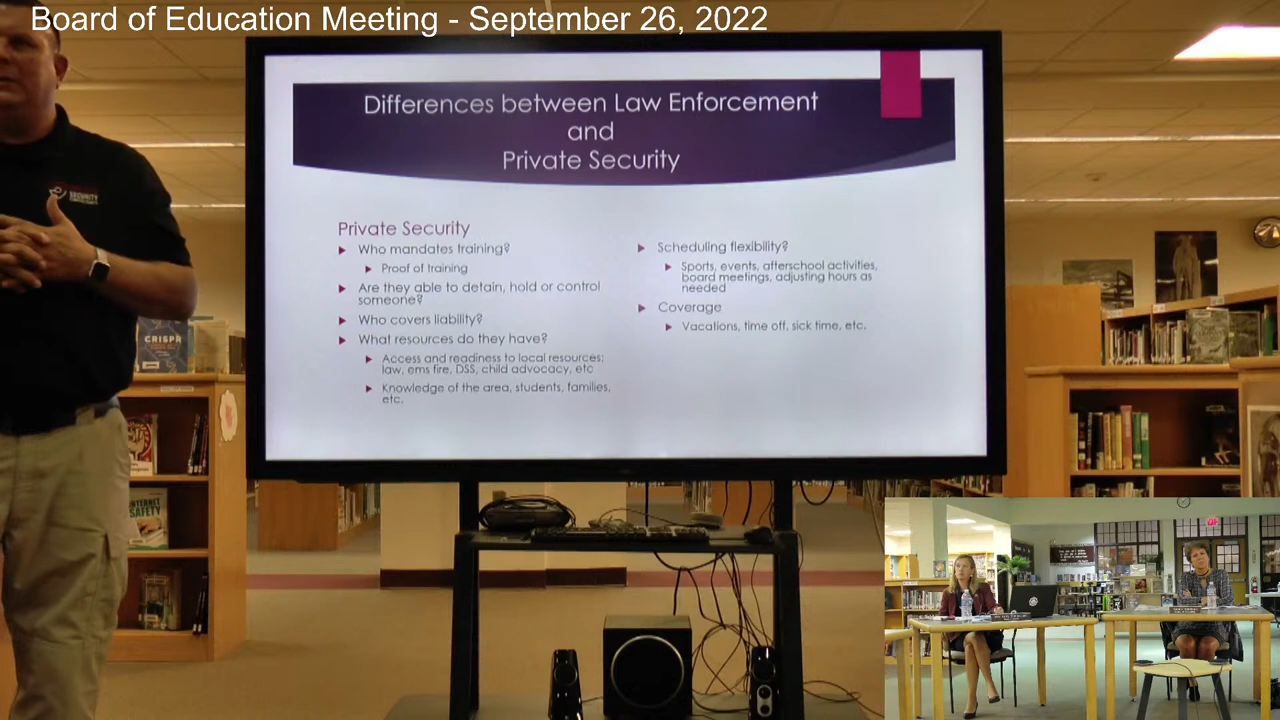 Board of Education Meeting - September 26, 2022
Differences between Law Enforcement
and
Private Security
Private Security
Who mandates training?
Proof of training
Are they able to detain, hold or control
someone?
Who covers liability?
What resources do they have?
Access and readiness to local resources;
law, ems fire, DSS, child advocacy, etc
Knowledge of the area, students, families,
etc.
Scheduling flexibility?
Sports, events, afterschool activities,
board meetings, adjusting hours as
needed
Coverage
Vacations, time off, sick time, etc.
SECURITY
CRISPR
INTERNET
SAFETY